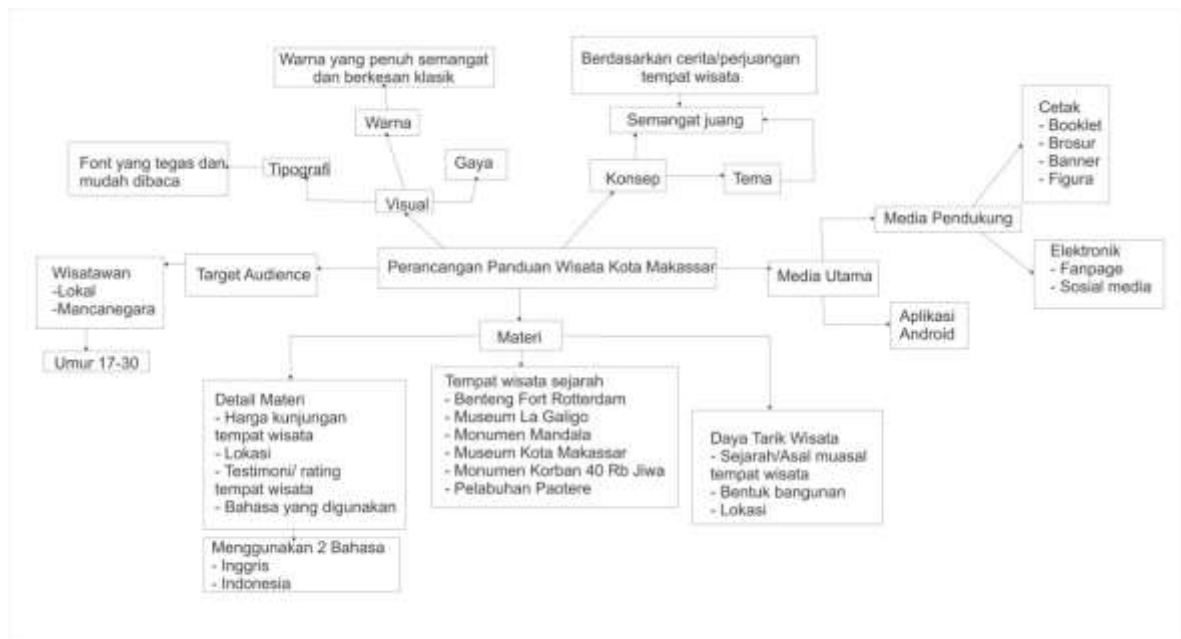 Warna yang penuh semangat
dan berkesan klasik
Berdasarkan cerita/perjuangan
tempat wisata
Cetak
- Booklet
- Brosur
- Banner
- Figura
Warna
Semangat juang
Font yang tegas dan
mudah dibaca
Tipografi
Gaya
Konsep
Tema
Visual
Media Pendukung
Elektronik
- Fanpage
- Sosial media
Wisatawan
-Lokal
-Mancanegara
Target Audience
Perancangan Panduan Wisata Kota Makassar
Media Utama
Aplikasi
Android
Umur 17-30
Materi
Detail Materi
- Harga kunjungan
tempat wisata
- Lokasi
- Testimoni/ rating
tempat wisata
- Bahasa yang digunakan
Tempat wisata sejarah
- Benteng Fort Rotterdam
- Museum La Galigo
- Monumen Mandala
- Museum Kota Makassar
- Monumen Korban 40 Rb Jiwa
- Pelabuhan Paotere
Daya Tarik Wisata
- Sejarah/Asal muasal
tempat wisata
- Bentuk bangunan
- Lokasi
Menggunakan 2 Bahasa
- Inggris
- Indonesia